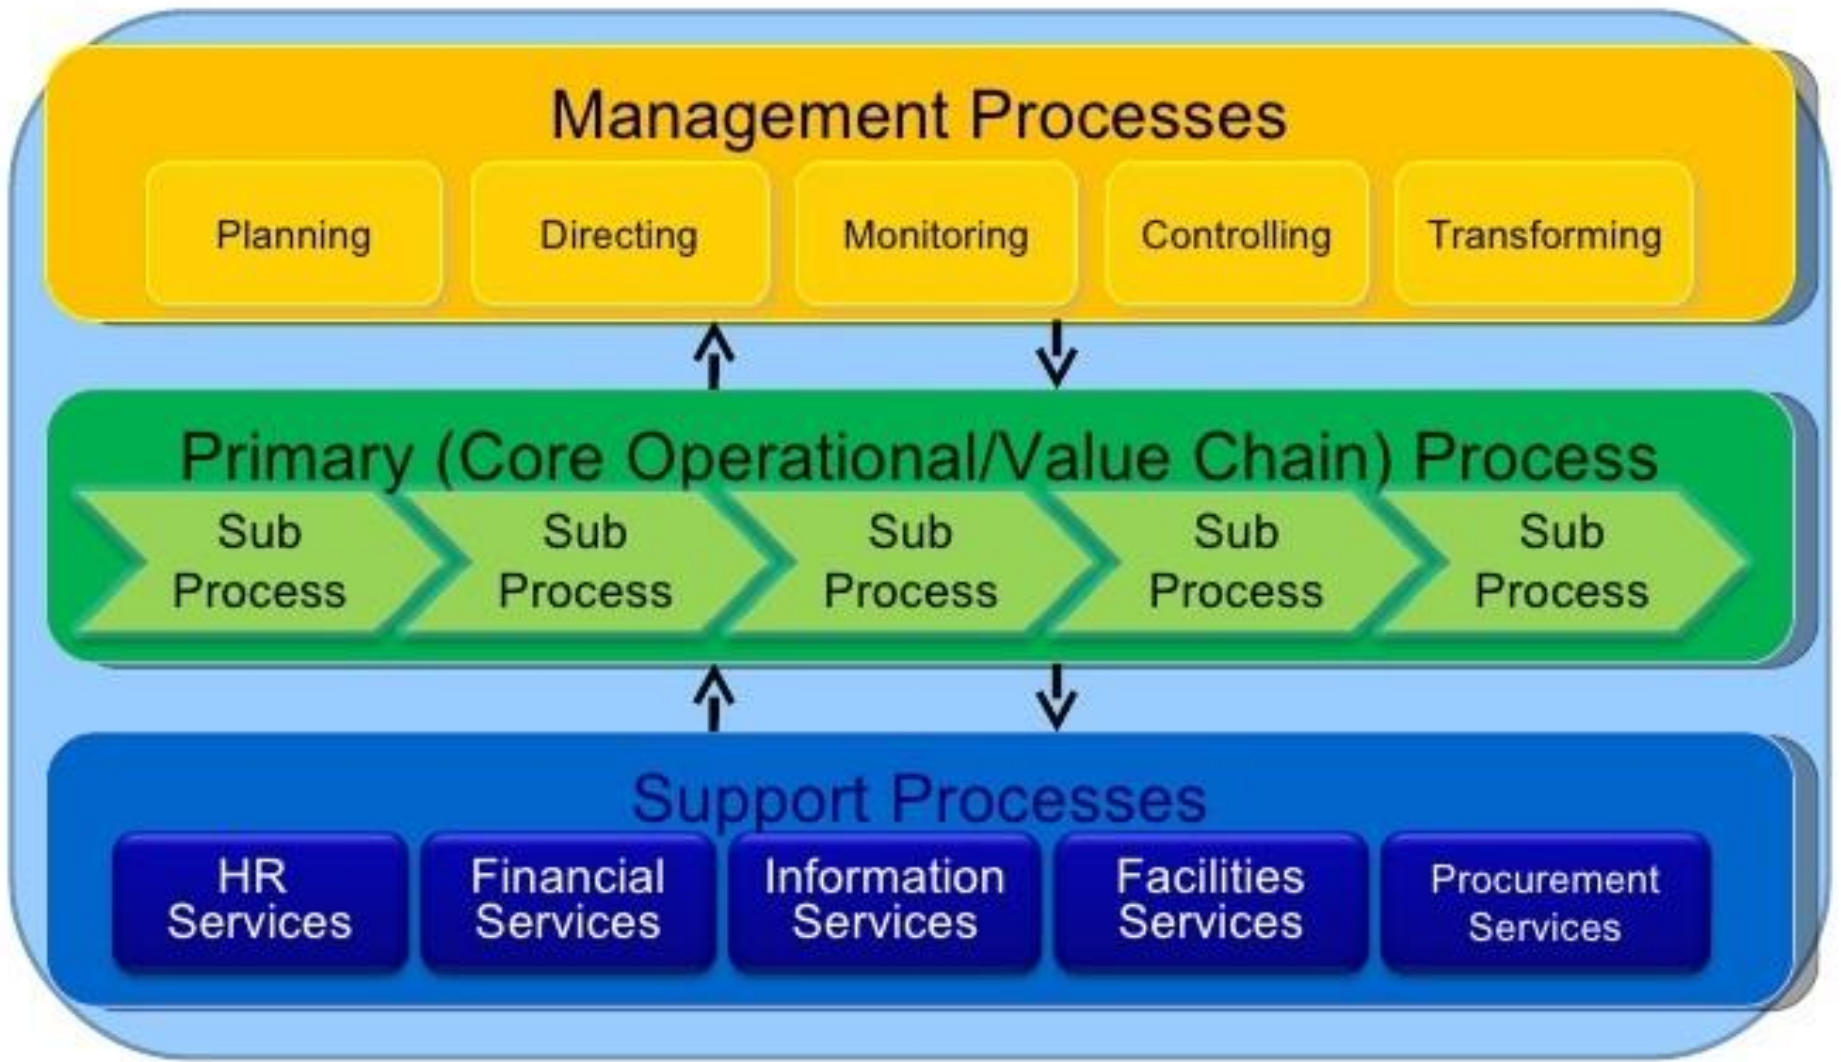 Management Processes
Planning
Directing
Monitoring
Controlling
Transforming
Primary (Core Operational/Value Chain) Process
Sub
Process
Sub
Process
Sub
Process
Sub
Process
Sub
Process
Support Processes
HR
Services
Financial
Services
Information
Services
Facilities
Services
Procurement
Services